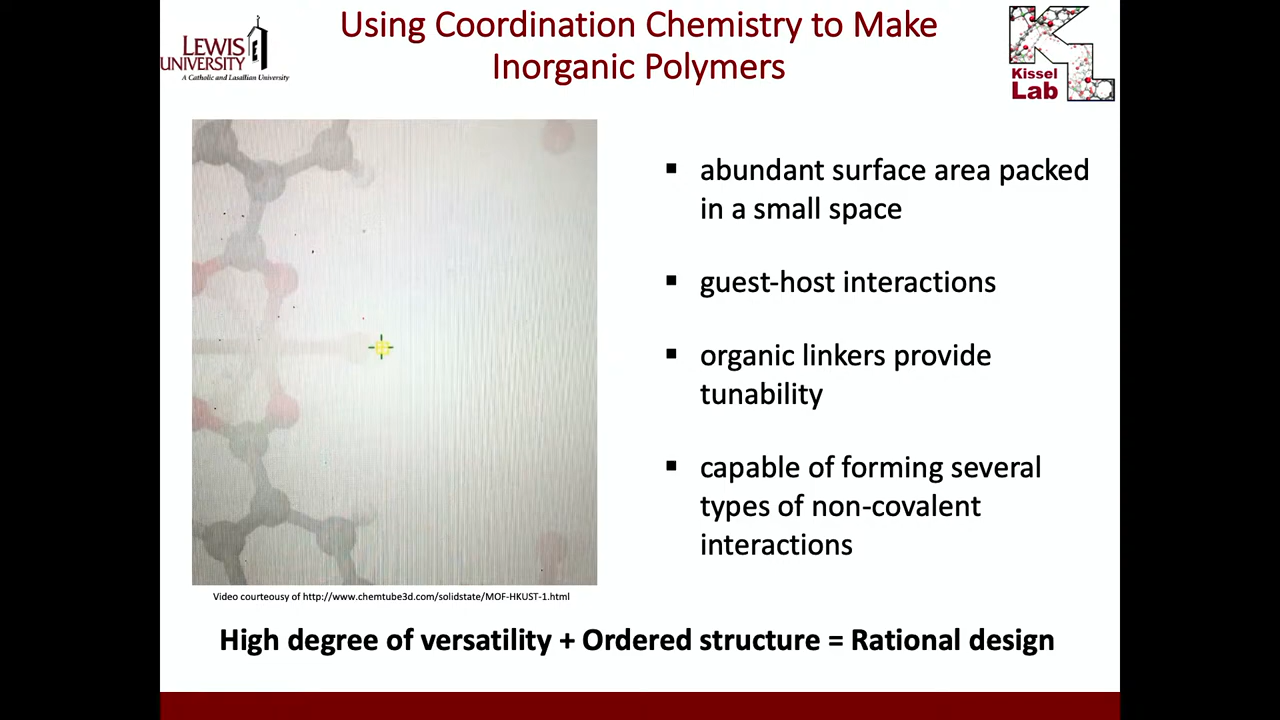 Using Coordination Chemistry to Make
Inorganic Polymers
LEWIS
UNIVERSITY
A Catholic and Lasallian University
Kissel
Lab
▪ abundant surface area packed
in a small space
▪ guest-host interactions
▪ organic linkers provide
tunability
▪ capable of forming several
types of non-covalent
interactions
Video courteousy of http://www.chemtube3d.com/solidstate/MOF-HKUST-1.html
High degree of versatility + Ordered structure = Rational design